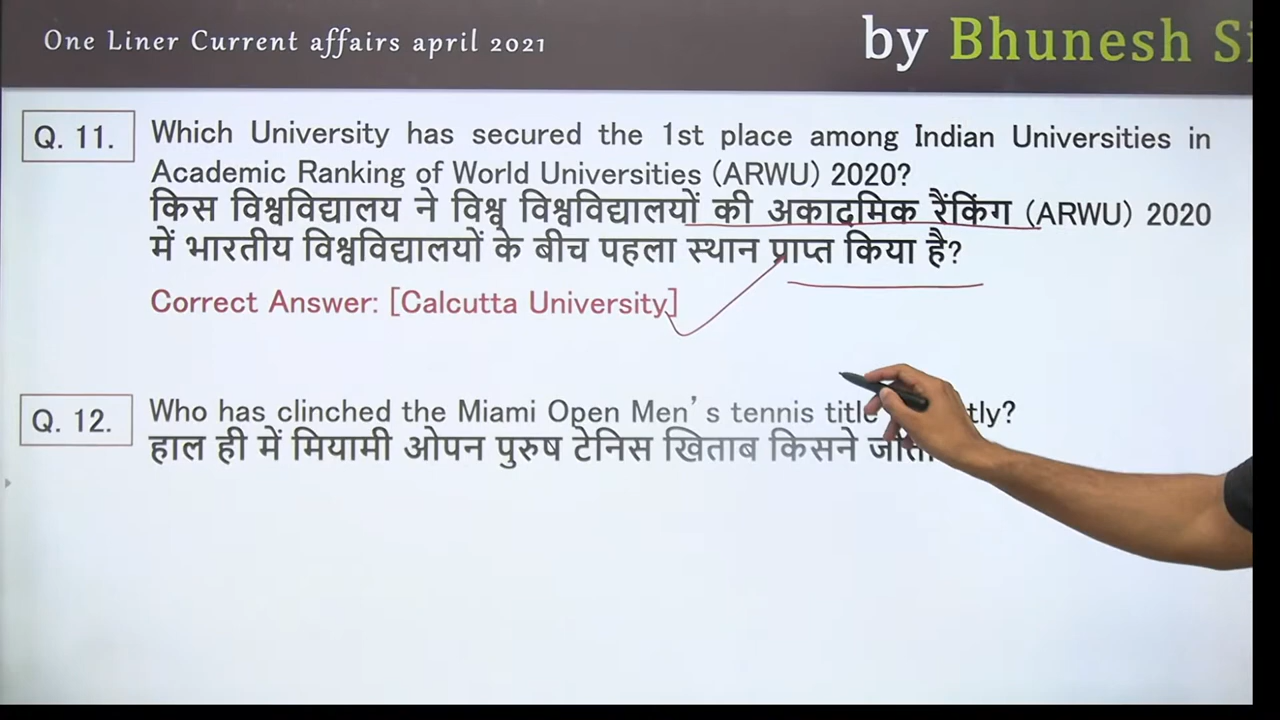 One Liner Current affairs april 2021
by Bhunesh
Q. 11.
Which University has secured the 1st place among Indian Universities in
Academic Ranking of World Universities (ARWU) 2020?
किस विश्वविद्यालय ने विश्व विश्वविद्यालयों की अकादमिक रैंकिंग (ARWU) 2020
में भारतीय विश्वविद्यालयों के बीच पहला स्थान प्राप्त किया है?
Correct Answer: [Calcutta University]
Q. 12.
Who has clinched the Miami Open Men's tennis title
हाल ही में मियामी ओपन पुरुष टेनिस खिताब किसने